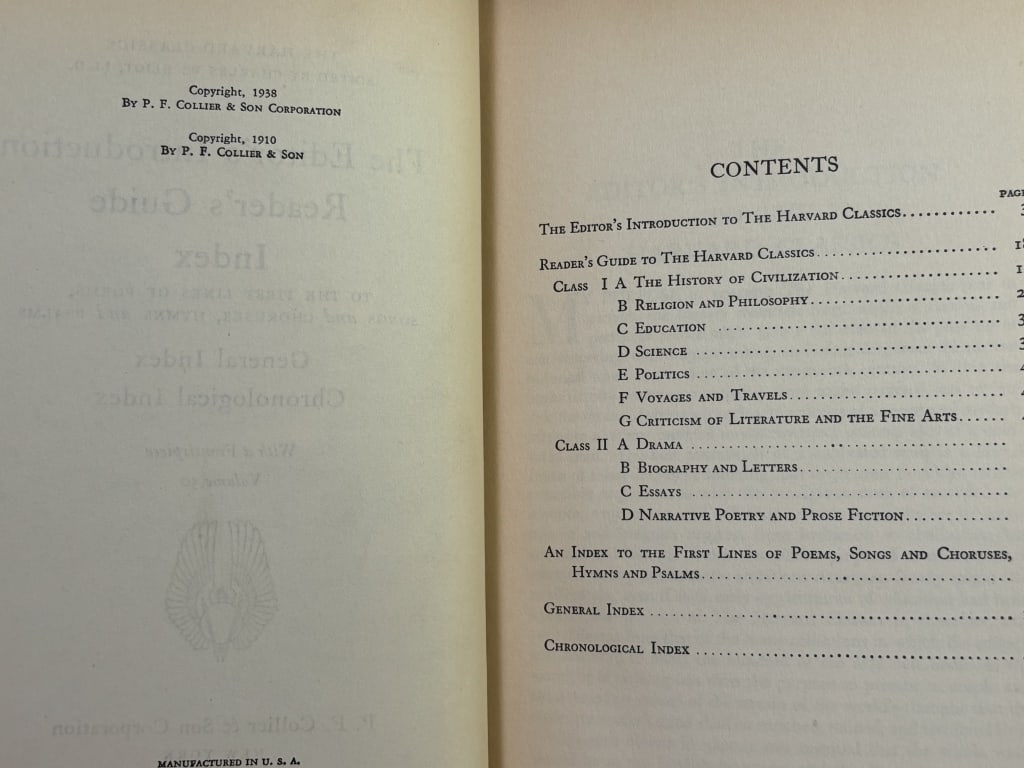 Copyright, 1938
By P. F. Collier & Son Corporation
Copyright, 1910
By P. F. Collier & Son
MANUFACTURED IN U. S. A.
CONTENTS
The Editor's Introduction to The Harvard Classics............
Reader's Guide to The Harvard Classics....................
Class I A The History of Civilization.................
B Religion and Philosophy....................
C Education ................................
D Science ..................................
E Politics ..................................
F Voyages and Travels.......................
G Criticism of Literature and the Fine Arts......
Class II A Drama ...................................
B Biography and Letters......................
C Essays ...................................
D Narrative Poetry and Prose Fiction............
An Index to the First Lines of Poems, Songs and Choruses,
Hymns and Psalms...................................
General Index ..........................................
Chronological Index ....................................